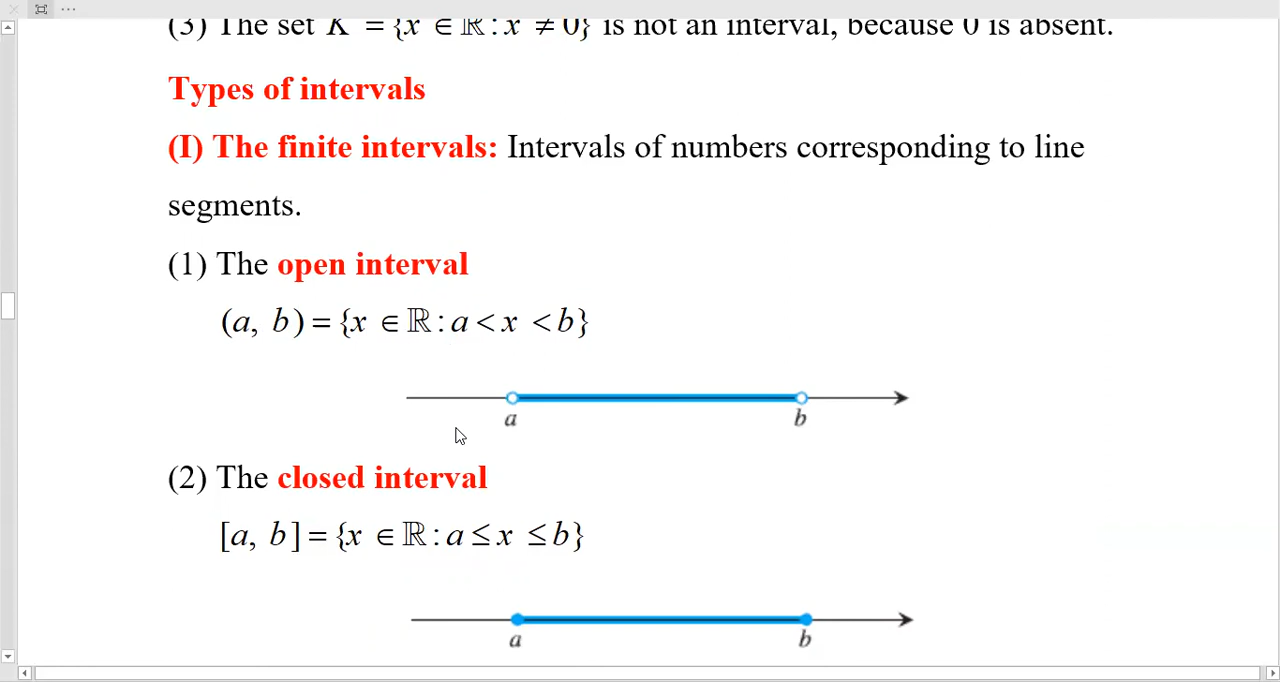 (3) The set K = {x ∈ ℝ : x ≠ 0} is not an interval, because 0 is absent.
Types of intervals
(I) The finite intervals: Intervals of numbers corresponding to line
segments.
(1) The open interval
(a, b) = {x ∈ ℝ : a < x < b}
a b
(2) The closed interval
[a, b] = {x ∈ ℝ : a ≤ x ≤ b}
a b